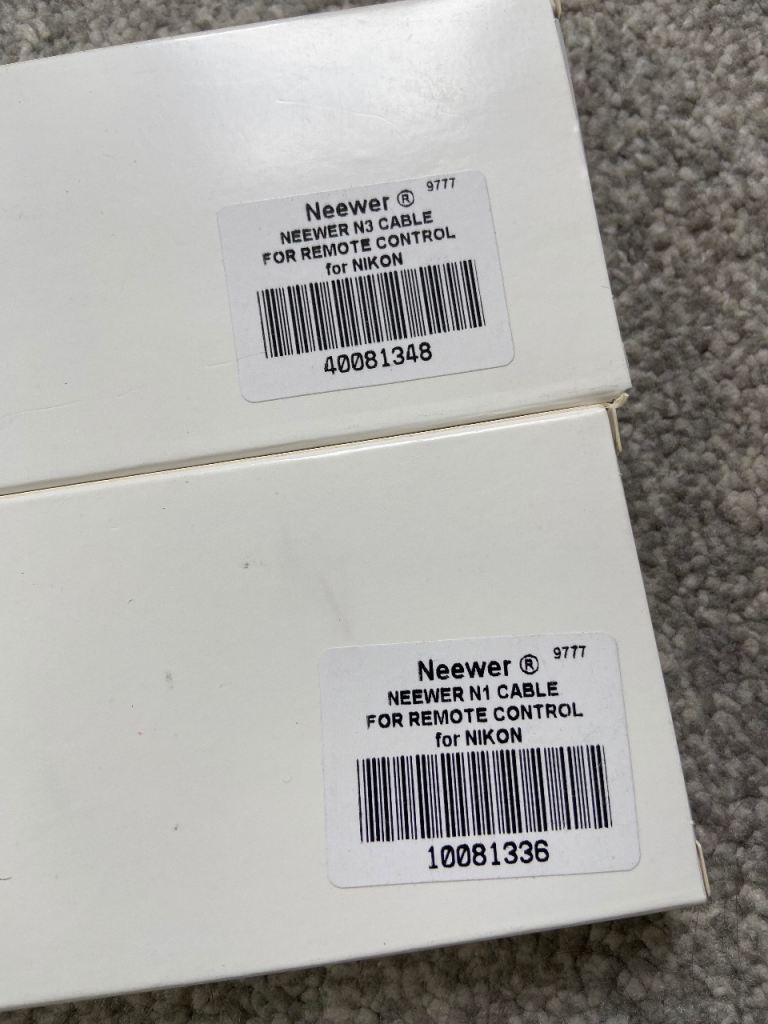 Neewer ® 9777
NEEWER N3 CABLE
FOR REMOTE CONTROL
for NIKON
40081348
Neewer ® 9777
NEEWER N1 CABLE
FOR REMOTE CONTROL
for NIKON
10081336